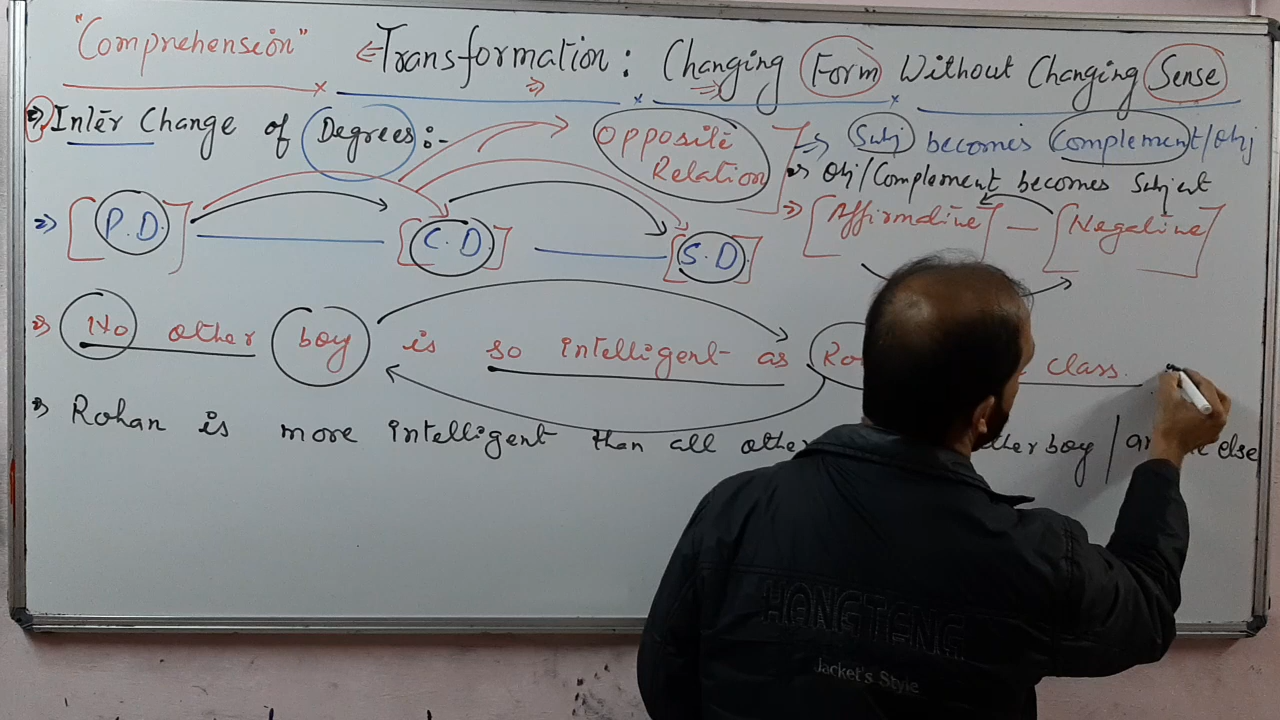 "Comprehension" Transformation: Changing Form Without Changing Sense
Inter Change of Degrees:- Opposite Relation Subj becomes Complement/Obj
Obj/Complement becomes Subject
[P.D.] [C.D] [S.D] [Affirmative] - [Negative]
No other boy is so intelligent as class.
Rohan is more intelligent than all other boy | else
HONGTENG
Jacket's Style